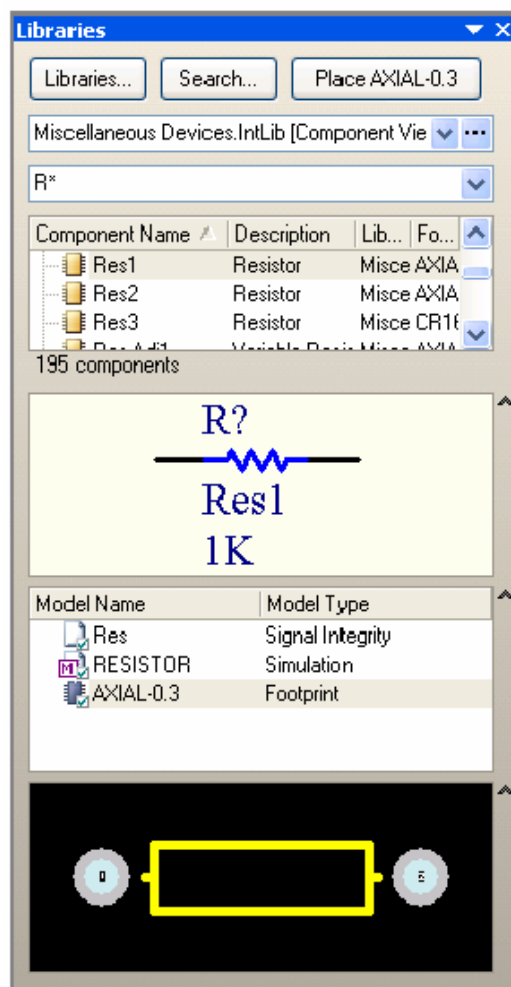 Libraries
Libraries... Search... Place AXIAL-0.3
Miscellaneous Devices.IntLib [Component Vie
R*
Component Name Description Lib... Fo...
Res1 Resistor Misce AXIA
Res2 Resistor Misce AXIA
Res3 Resistor Misce CR16
195 components
R?
Res1
1K
Model Name Model Type
Res Signal Integrity
RESISTOR Simulation
AXIAL-0.3 Footprint